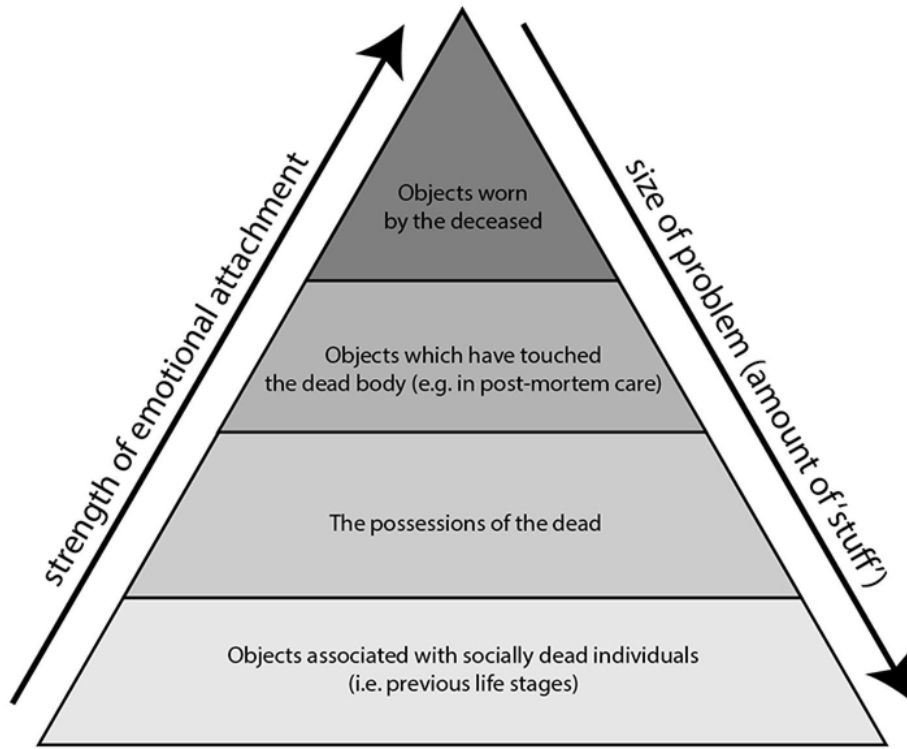 strength of emotional attachment
size of problem (amount of 'stuff')
Objects worn
by the deceased
Objects which have touched
the dead body (e.g. in post-mortem care)
The possessions of the dead
Objects associated with socially dead individuals
(i.e. previous life stages)